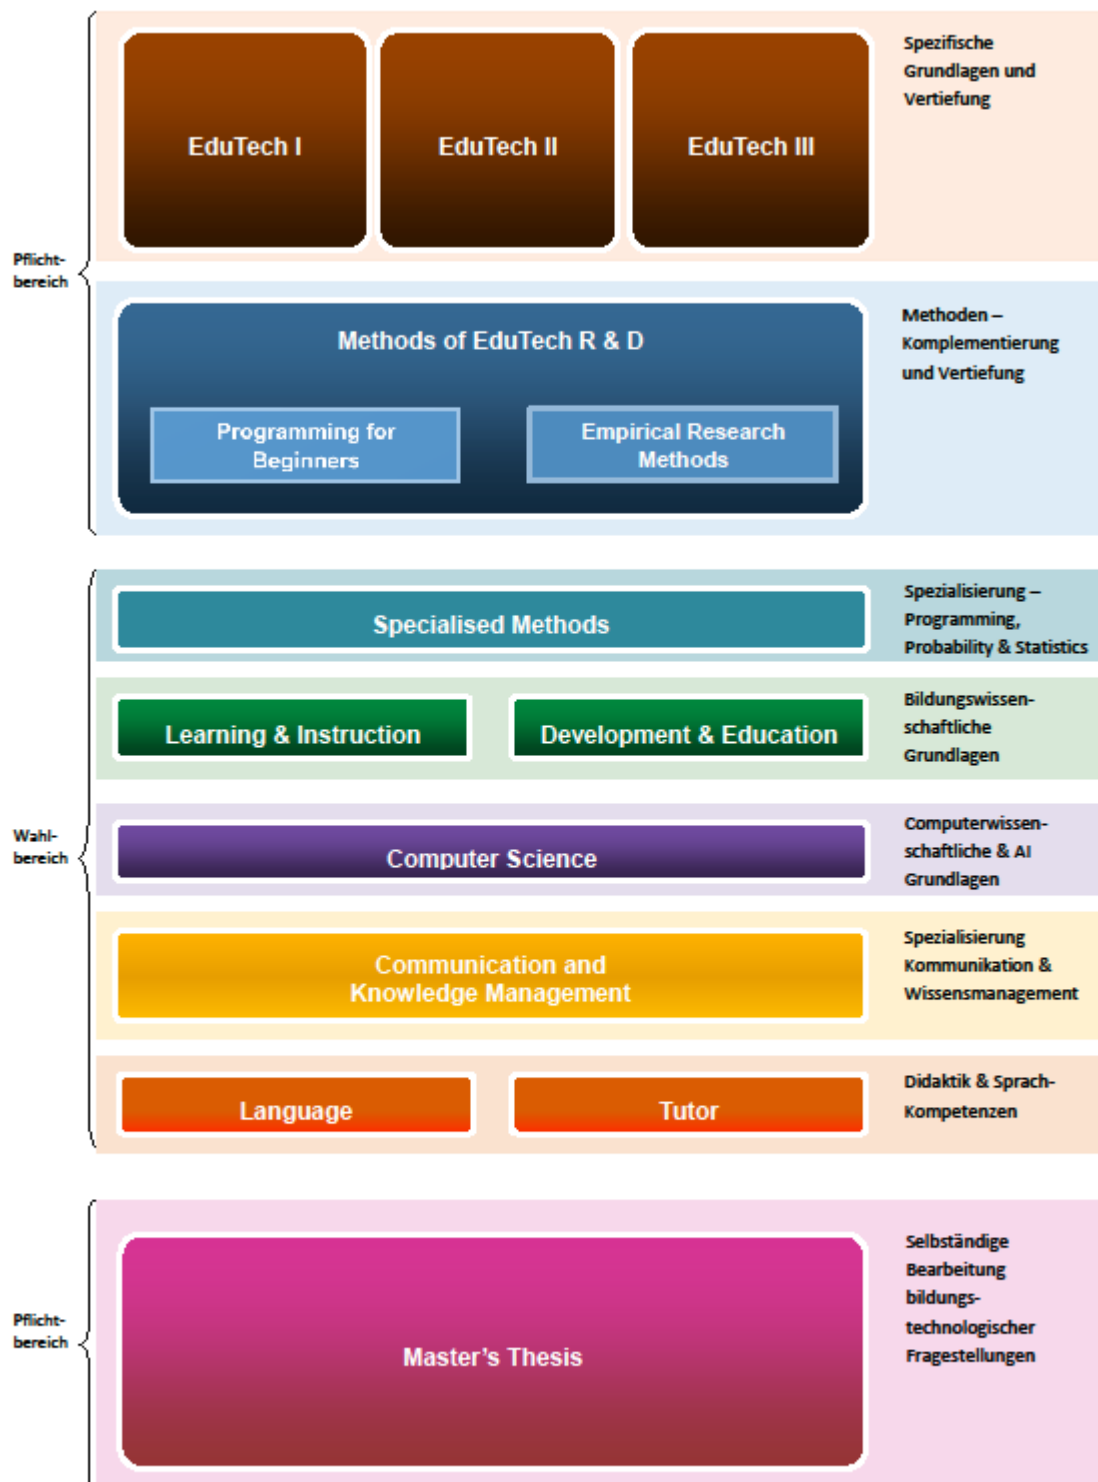 Pflicht-
bereich
EduTech I
EduTech II
EduTech III
Spezifische
Grundlagen und
Vertiefung
Methods of EduTech R & D
Programming for
Beginners
Empirical Research
Methods
Methoden –
Komplementierung
und Vertiefung
Wahl-
bereich
Specialised Methods
Spezialisierung –
Programming,
Probability & Statistics
Learning & Instruction
Development & Education
Bildungswissen-
schaftliche
Grundlagen
Computer Science
Computerwissen-
schaftliche & AI
Grundlagen
Communication and
Knowledge Management
Spezialisierung
Kommunikation &
Wissensmanagement
Language
Tutor
Didaktik & Sprach-
Kompetenzen
Pflicht-
bereich
Master's Thesis
Selbständige
Bearbeitung
bildungs-
technologischer
Fragestellungen